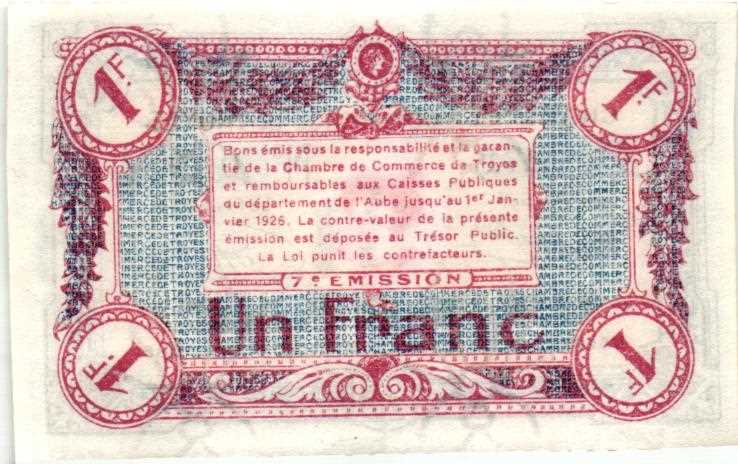 1F.
1F.
Bons émis sous la responsabilité et la garan-
tie de la Chambre de Commerce de Troyes
et remboursables aux Caisses Publiques
du département de l'Aube jusqu'au 1er Jan-
vier 1926. La contre-valeur de la présente
émission est déposée au Trésor Public.
La Loi punit les contrefacteurs.
7e EMISSION
Un Franc
1F.
1F.